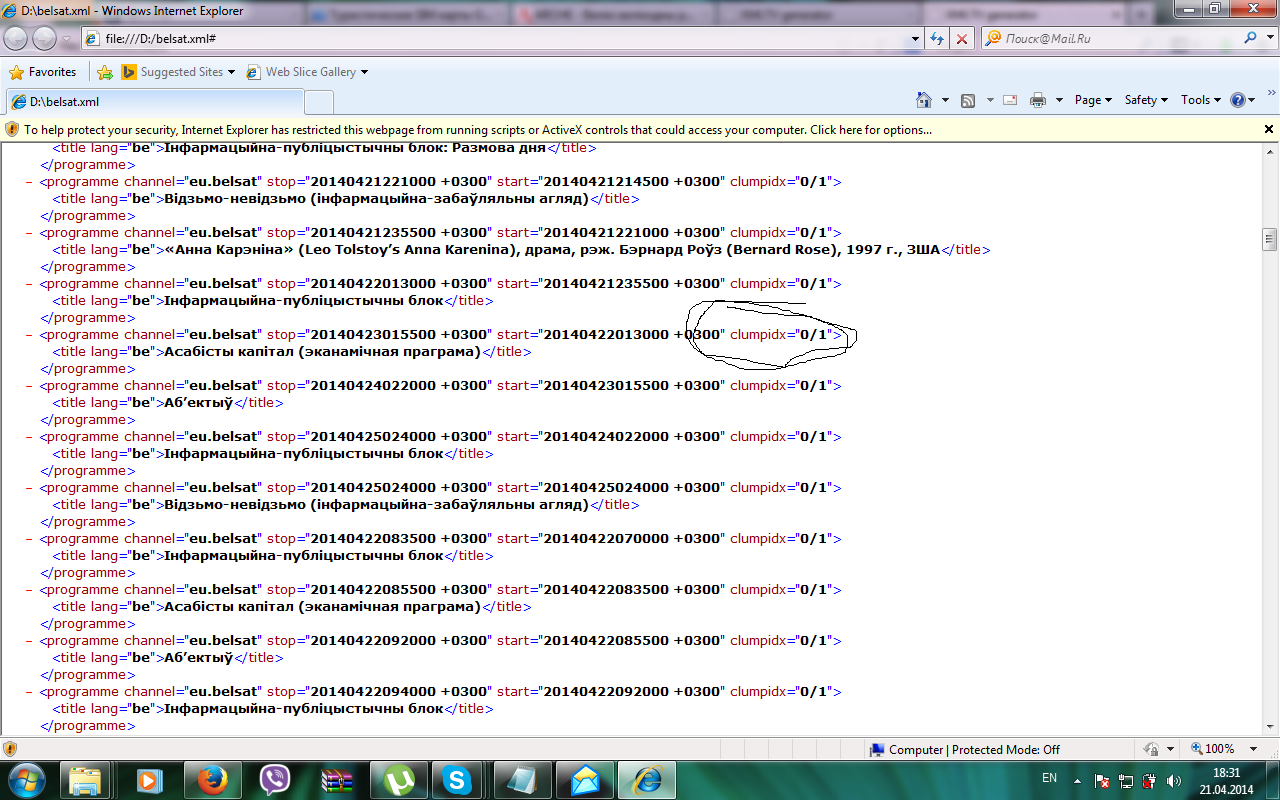 D:\belsat.xml - Windows Internet Explorer
file:///D:/belsat.xml#
Поиск@Mail.Ru
Favorites Suggested Sites Web Slice Gallery
D:\belsat.xml Page Safety Tools
To help protect your security, Internet Explorer has restricted this webpage from running scripts or ActiveX controls that could access your computer. Click here for options...
<title lang="be">Інфармацыйна-публіцыстычны блок: Размова дня</title>
</programme>
- <programme channel="eu.belsat" stop="20140421221000 +0300" start="20140421214500 +0300" clumpidx="0/1">
<title lang="be">Відзьмо-невідзьмо (інфармацыйна-забаўляльны агляд)</title>
</programme>
- <programme channel="eu.belsat" stop="20140421235500 +0300" start="20140421221000 +0300" clumpidx="0/1">
<title lang="be">«Анна Карэніна» (Leo Tolstoy’s Anna Karenina), драма, рэж. Бэрнард Роўз (Bernard Rose), 1997 г., ЗША</title>
</programme>
- <programme channel="eu.belsat" stop="20140422013000 +0300" start="20140421235500 +0300" clumpidx="0/1">
<title lang="be">Інфармацыйна-публіцыстычны блок</title>
</programme>
- <programme channel="eu.belsat" stop="20140423015500 +0300" start="20140422013000 +0300" clumpidx="0/1">
<title lang="be">Асабісты капітал (эканамічная праграма)</title>
</programme>
- <programme channel="eu.belsat" stop="20140424022000 +0300" start="20140423015500 +0300" clumpidx="0/1">
<title lang="be">Аб’ектыў</title>
</programme>
- <programme channel="eu.belsat" stop="20140425024000 +0300" start="20140424022000 +0300" clumpidx="0/1">
<title lang="be">Інфармацыйна-публіцыстычны блок</title>
</programme>
- <programme channel="eu.belsat" stop="20140425024000 +0300" start="20140425024000 +0300" clumpidx="0/1">
<title lang="be">Відзьмо-невідзьмо (інфармацыйна-забаўляльны агляд)</title>
</programme>
- <programme channel="eu.belsat" stop="20140422083500 +0300" start="20140422070000 +0300" clumpidx="0/1">
<title lang="be">Інфармацыйна-публіцыстычны блок</title>
</programme>
- <programme channel="eu.belsat" stop="20140422085500 +0300" start="20140422083500 +0300" clumpidx="0/1">
<title lang="be">Асабісты капітал (эканамічная праграма)</title>
</programme>
- <programme channel="eu.belsat" stop="20140422092000 +0300" start="20140422085500 +0300" clumpidx="0/1">
<title lang="be">Аб’ектыў</title>
</programme>
- <programme channel="eu.belsat" stop="20140422094000 +0300" start="20140422092000 +0300" clumpidx="0/1">
<title lang="be">Інфармацыйна-публіцыстычны блок</title>
</programme>
Computer | Protected Mode: Off 100%
EN 18:31
21.04.2014